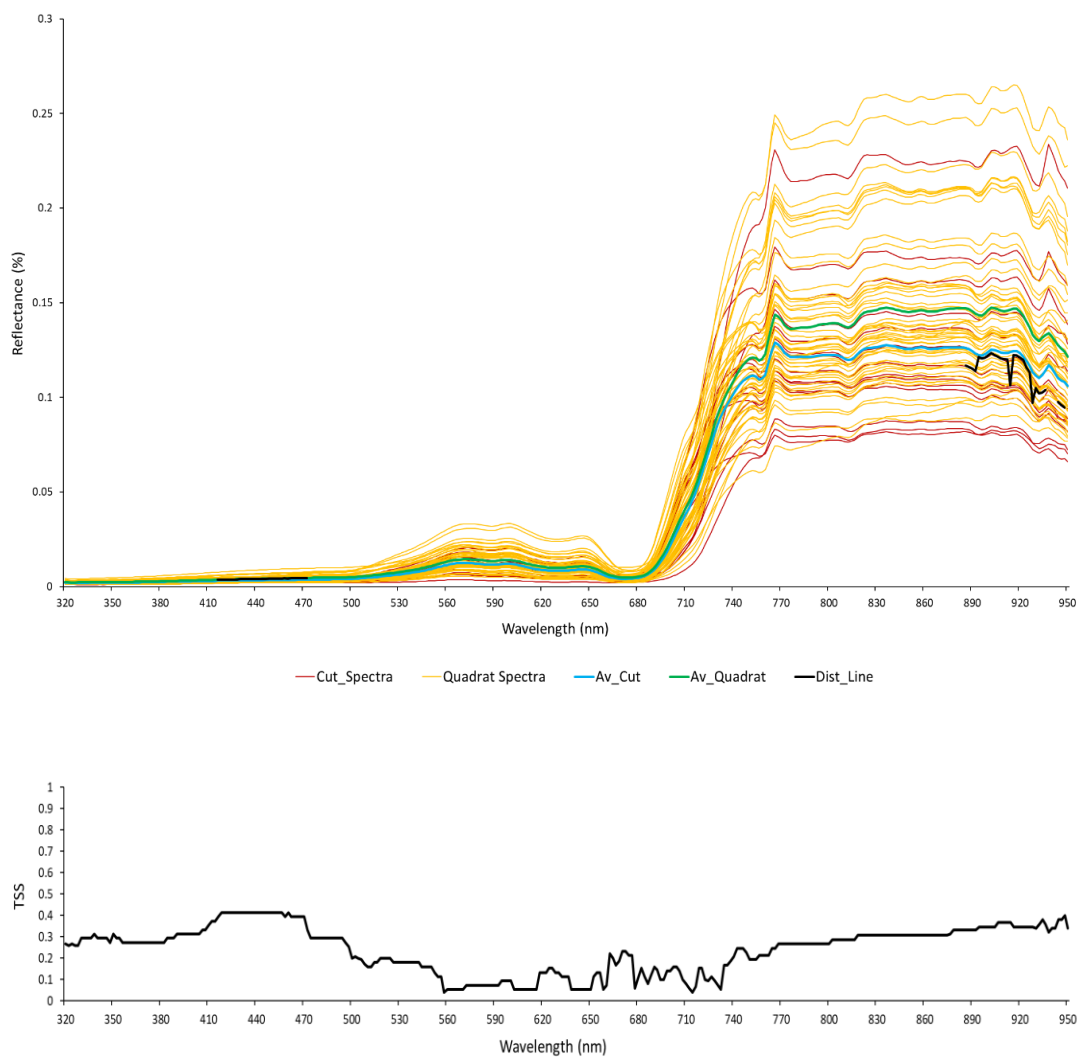 0.3
0.25
0.2
0.15
0.1
0.05
0
Reflectance (%)
320 350 380 410 440 470 500 530 560 590 620 650 680 710 740 770 800 830 860 890 920 950
Wavelength (nm)
Cut_Spectra Quadrat Spectra Av_Cut Av_Quadrat Dist_Line
1
0.9
0.8
0.7
0.6
0.5
0.4
0.3
0.2
0.1
0
TSS
320 350 380 410 440 470 500 530 560 590 620 650 680 710 740 770 800 830 860 890 920 950
Wavelength (nm)